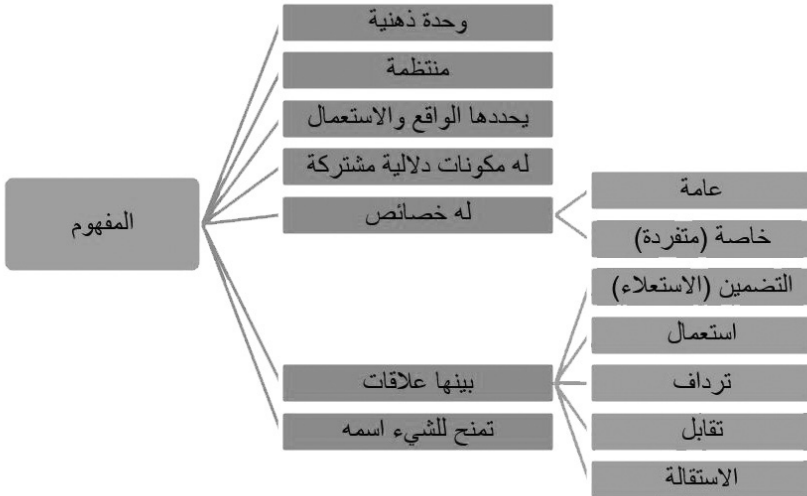 المفهوم
وحدة ذهنية
منتظمة
يحددها الواقع والاستعمال
له مكونات دلالية مشتركة
له خصائص
عامة
خاصة (متفردة)
بينها علاقات
التضمين (الاستعلاء)
استعمال
ترداف
تقابل
الاستقالة
تمنح للشيء اسمه